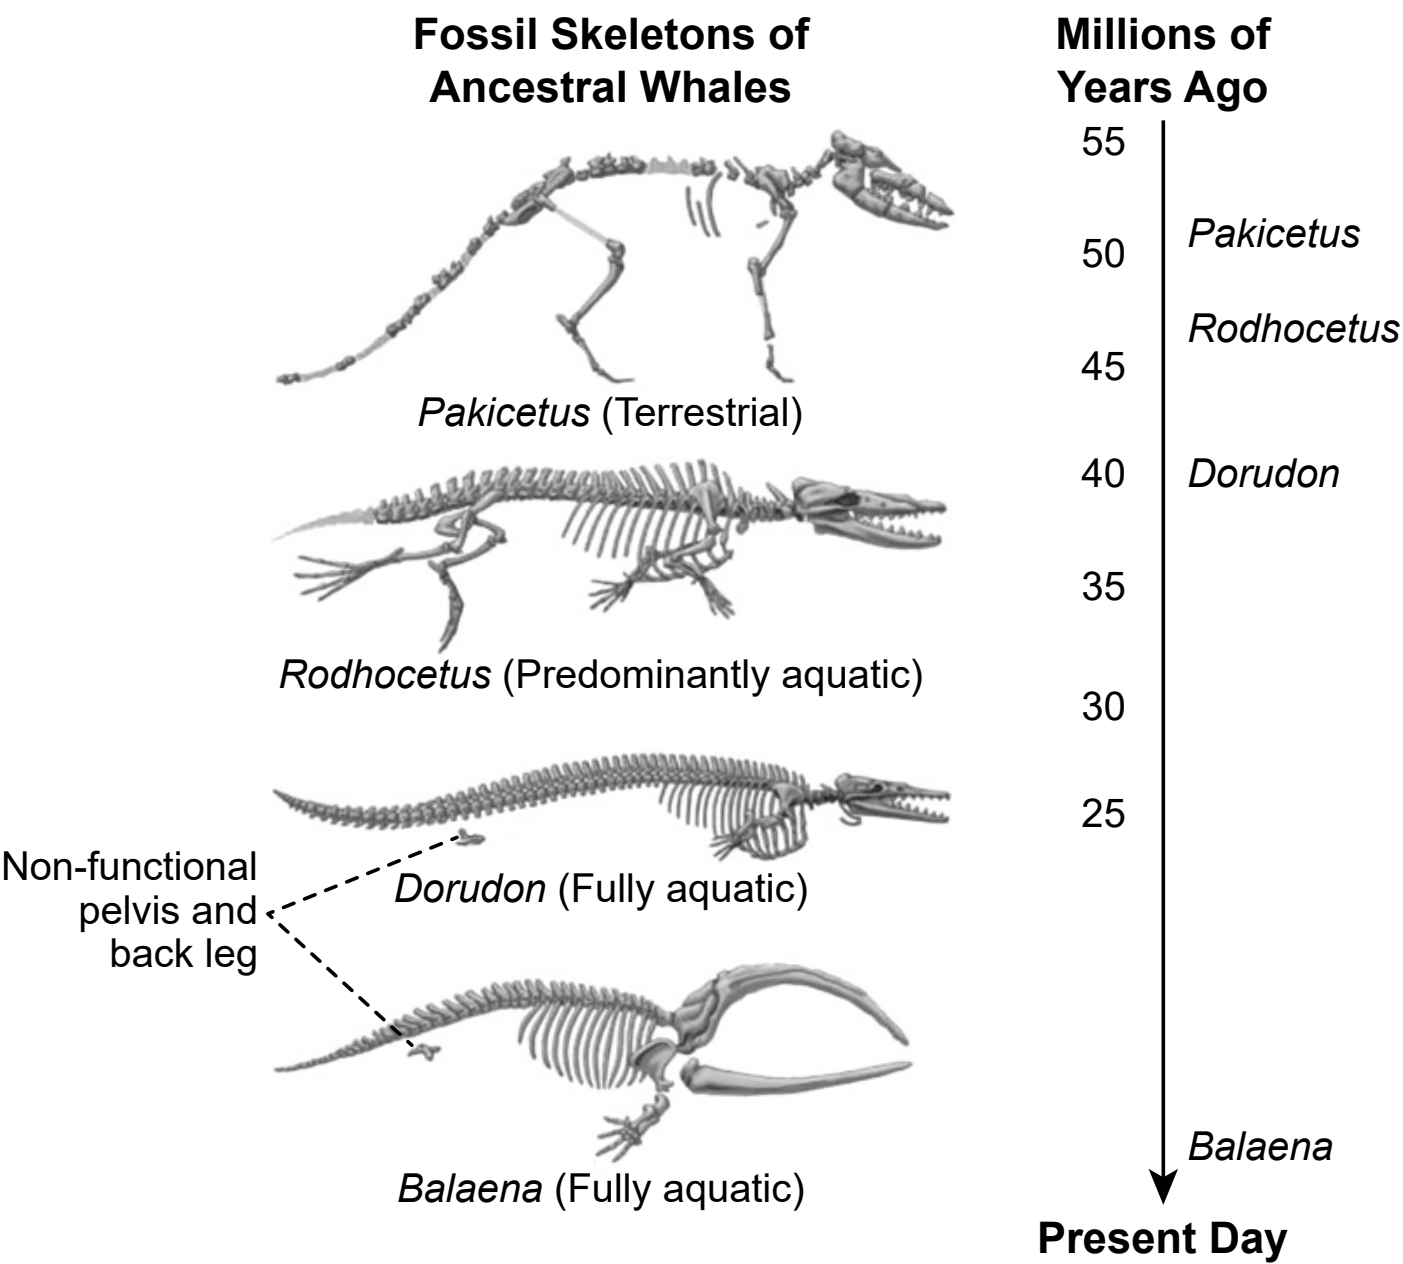 Fossil Skeletons of
Ancestral Whales
Millions of
Years Ago
55
Pakicetus
50
Rodhocetus
45
Pakicetus (Terrestrial)
40
Dorudon
35
Rodhocetus (Predominantly aquatic)
30
25
Non-functional
pelvis and
back leg
Dorudon (Fully aquatic)
Balaena
Balaena (Fully aquatic)
Present Day